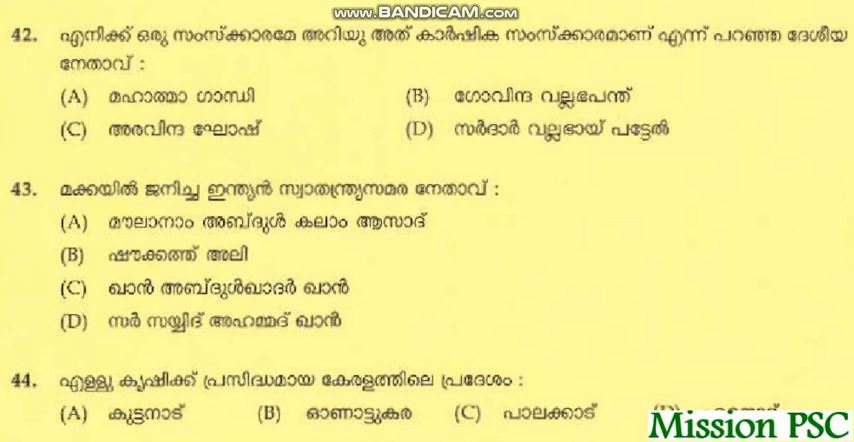 www.BANDICAM.com
42. എനിക്ക് ഒരു സംസ്ക്കാരമേ അറിയൂ അത് കാർഷിക സംസ്ക്കാരമാണ് എന്ന് പറഞ്ഞ ദേശീയ
നേതാവ് :
(A) മഹാത്മാ ഗാന്ധി (B) ഗോവിന്ദ വല്ലഭപേന്ത്
(C) അരവിന്ദ ഘോഷ് (D) സർദാർ വല്ലഭായ് പട്ടേൽ
43. മക്കയിൽ ജനിച്ച ഇന്ത്യൻ സ്വാതന്ത്ര്യസമര നേതാവ് :
(A) മൗലാനാം അബ്ദുൾ കലാം ആസാദ്
(B) ഷൗക്കത്ത് അലി
(C) ഖാൻ അബ്ദുൾഖാദർ ഖാൻ
(D) സർ സയ്യിദ് അഹമ്മദ് ഖാൻ
44. എള്ളു കൃഷിക്ക് പ്രസിദ്ധമായ കേരളത്തിലെ പ്രദേശം :
(A) കുട്ടനാട് (B) ഓണാട്ടുകര (C) പാലക്കാട്
Mission PSC